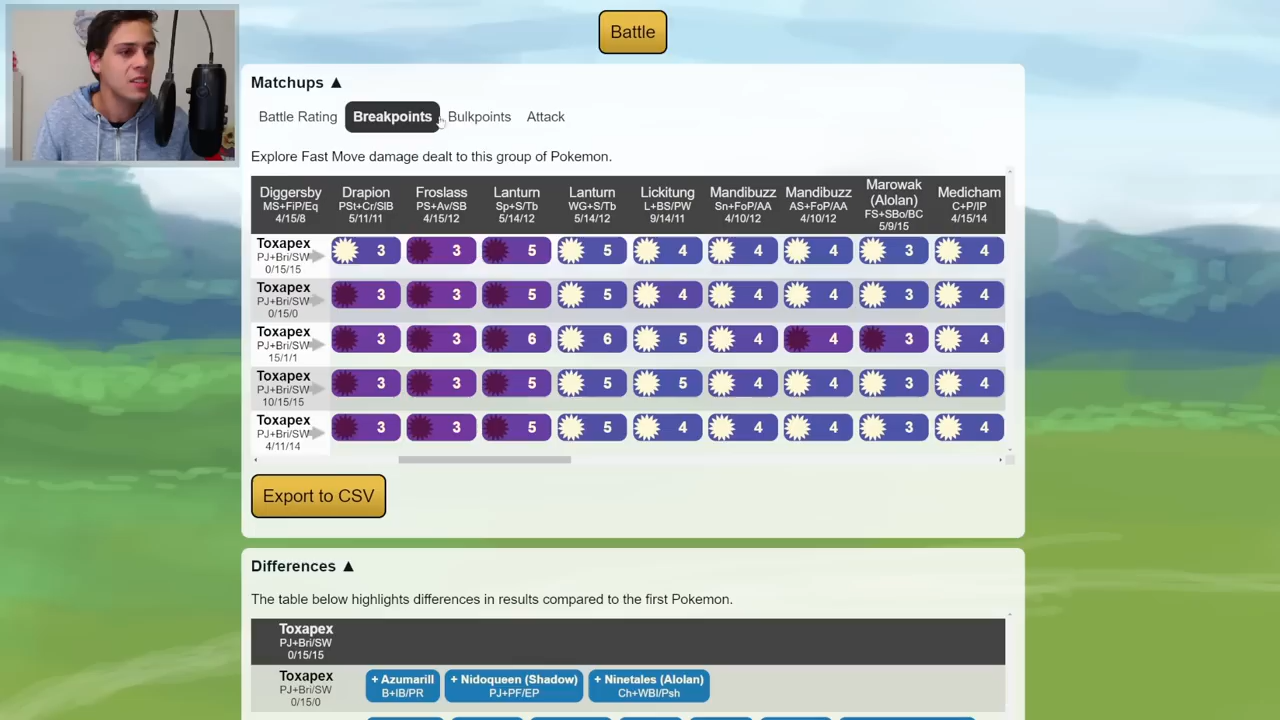 Battle
Matchups ▲
Battle Rating Breakpoints Bulkpoints Attack
Explore Fast Move damage dealt to this group of Pokemon.
Diggersby Drapion Froslass Lanturn Lanturn Lickitung Mandibuzz Mandibuzz Marowak (Alolan) Medicham
MS+FiP/Eq PSt+Cr/SlB PS+Av/SB Sp+S/Tb WG+S/Tb L+BS/PW Sn+FoP/AA AS+FoP/AA FS+SBo/BC C+P/IP
4/15/8 5/11/11 4/15/12 5/14/12 5/14/12 9/14/11 4/10/12 4/10/12 5/9/15 4/15/14
Toxapex 3 3 5 5 4 4 4 3 4
PJ+Bri/SW
0/15/15
Toxapex 3 3 5 5 4 4 4 3 4
PJ+Bri/SW
0/15/0
Toxapex 3 3 6 6 5 4 4 3 4
PJ+Bri/SW
15/1/1
Toxapex 3 3 5 5 5 4 4 3 4
PJ+Bri/SW
10/15/15
Toxapex 3 3 5 5 4 4 4 3 4
PJ+Bri/SW
4/11/14
Export to CSV
Differences ▲
The table below highlights differences in results compared to the first Pokemon.
Toxapex
PJ+Bri/SW
0/15/15
Toxapex + Azumarill + Nidoqueen (Shadow) + Ninetales (Alolan)
PJ+Bri/SW B+IB/PR PJ+PF/EP Ch+WBI/Psh
0/15/0